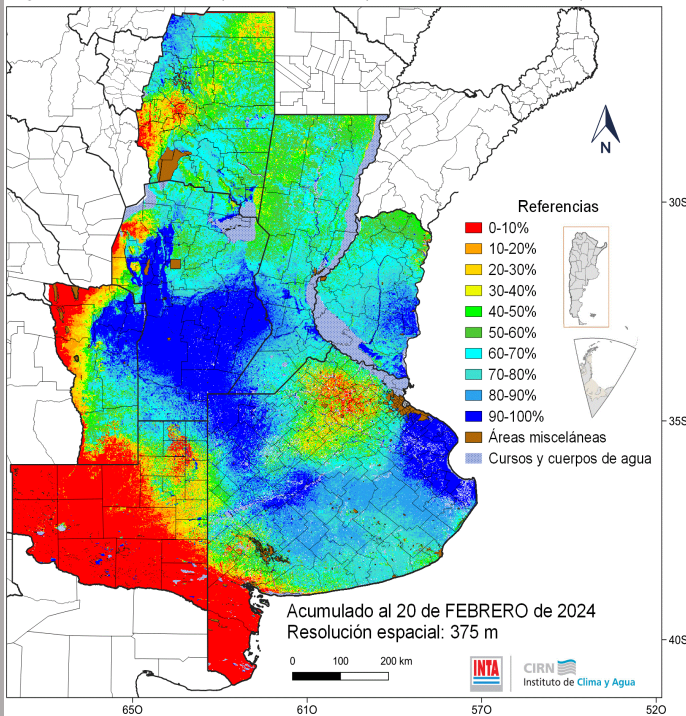 N
30S
Referencias
0-10%
10-20%
20-30%
30-40%
40-50%
50-60%
60-70%
70-80%
80-90%
90-100%
Áreas misceláneas
Cursos y cuerpos de agua
35S
Acumulado al 20 de FEBRERO de 2024
Resolución espacial: 375 m
0 100 200 km
INTA
CIRN
Instituto de Clima y Agua
40S
65O 61O 57O 52O